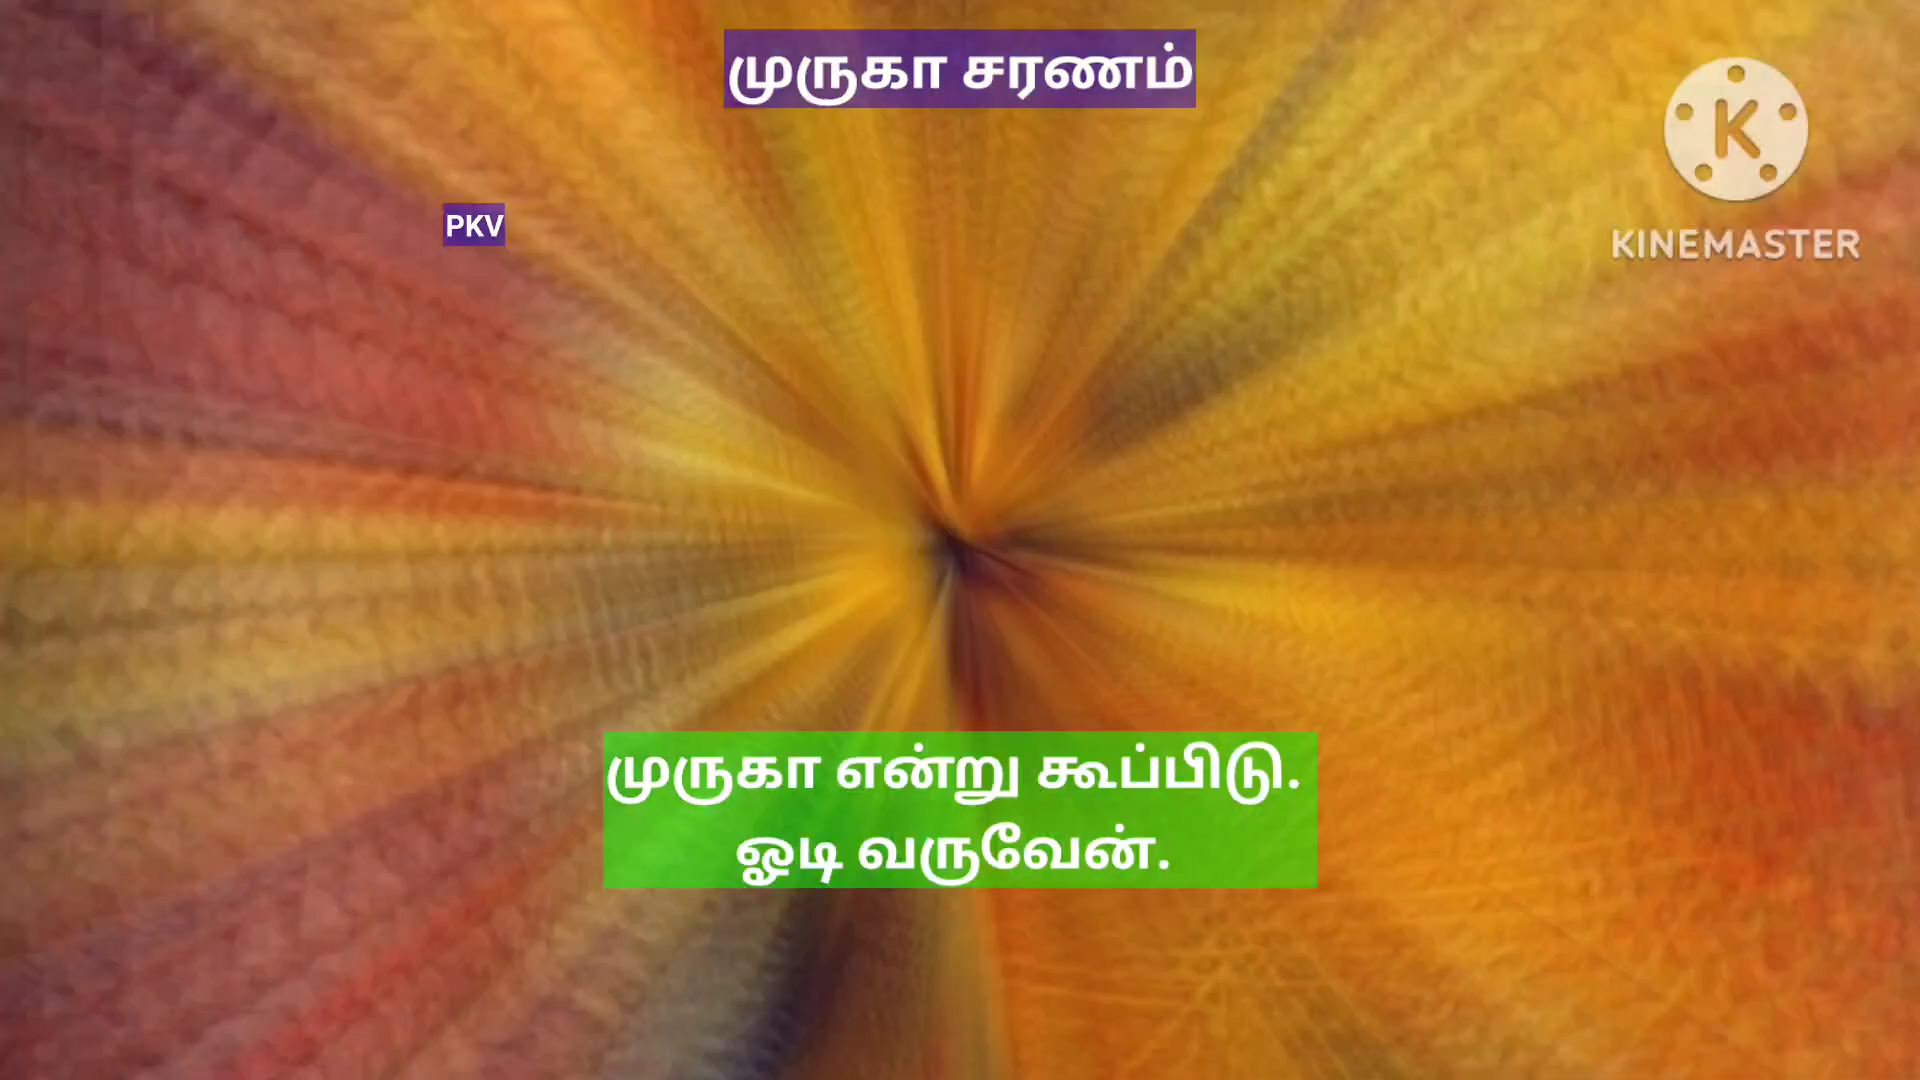 முருகா சரணம்
K
PKV
KINEMASTER
முருகா என்று கூப்பிடு.
ஓடி வருவேன்.